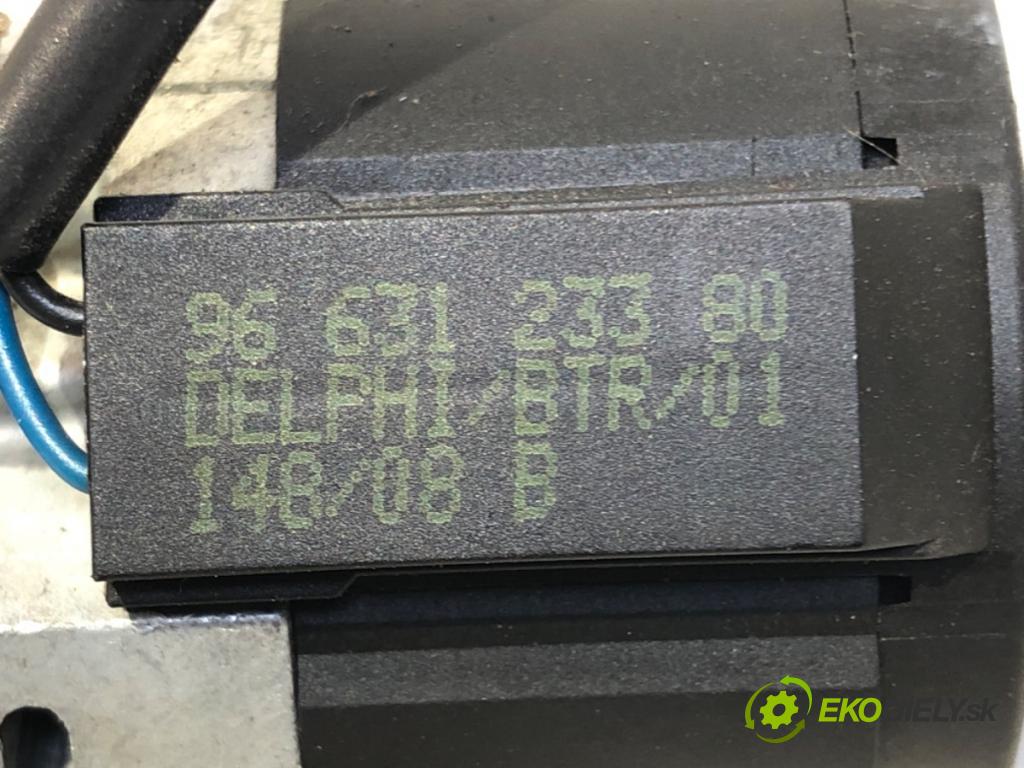 96 631 233 80
DELPHI/BTR/01
148/08 B
EKODIELY.sk